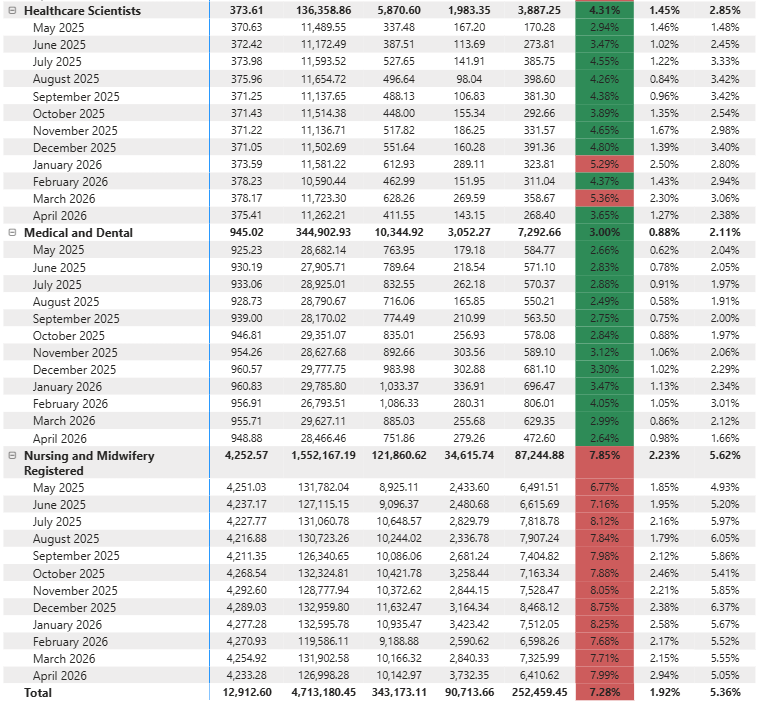 Healthcare Scientists 373.61 136,358.86 5,870.60 1,983.35 3,887.25 4.31% 1.45% 2.85%
May 2025 370.63 11,489.55 337.48 167.20 170.28 2.94% 1.46% 1.48%
June 2025 372.42 11,172.49 387.51 113.69 273.81 3.47% 1.02% 2.45%
July 2025 373.98 11,593.52 527.65 141.91 385.75 4.55% 1.22% 3.33%
August 2025 375.96 11,654.72 496.64 98.04 398.60 4.26% 0.84% 3.42%
September 2025 371.25 11,137.65 488.13 106.83 381.30 4.38% 0.96% 3.42%
October 2025 371.43 11,514.38 448.00 155.34 292.66 3.89% 1.35% 2.54%
November 2025 371.22 11,136.71 517.82 186.25 331.57 4.65% 1.67% 2.98%
December 2025 371.05 11,502.69 551.64 160.28 391.36 4.80% 1.39% 3.40%
January 2026 373.59 11,581.22 612.93 289.11 323.81 5.29% 2.50% 2.80%
February 2026 378.23 10,590.44 462.99 151.95 311.04 4.37% 1.43% 2.94%
March 2026 378.17 11,723.30 628.26 269.59 358.67 5.36% 2.30% 3.06%
April 2026 375.41 11,262.21 411.55 143.15 268.40 3.65% 1.27% 2.38%
Medical and Dental 945.02 344,902.93 10,344.92 3,052.27 7,292.66 3.00% 0.88% 2.11%
May 2025 925.23 28,682.14 763.95 179.18 584.77 2.66% 0.62% 2.04%
June 2025 930.19 27,905.71 789.64 218.54 571.10 2.83% 0.78% 2.05%
July 2025 933.06 28,925.01 832.55 262.18 570.37 2.88% 0.91% 1.97%
August 2025 928.73 28,790.67 716.06 165.85 550.21 2.49% 0.58% 1.91%
September 2025 939.00 28,170.02 774.49 210.99 563.50 2.75% 0.75% 2.00%
October 2025 946.81 29,351.07 835.01 256.93 578.08 2.84% 0.88% 1.97%
November 2025 954.26 28,627.68 892.66 303.56 589.10 3.12% 1.06% 2.06%
December 2025 960.57 29,777.75 983.98 302.88 681.10 3.30% 1.02% 2.29%
January 2026 960.83 29,785.80 1,033.37 336.91 696.47 3.47% 1.13% 2.34%
February 2026 956.91 26,793.51 1,086.33 280.31 806.01 4.05% 1.05% 3.01%
March 2026 955.71 29,627.11 885.03 255.68 629.35 2.99% 0.86% 2.12%
April 2026 948.88 28,466.46 751.86 279.26 472.60 2.64% 0.98% 1.66%
Nursing and Midwifery 4,252.57 1,552,167.19 121,860.62 34,615.74 87,244.88 7.85% 2.23% 5.62%
Registered
May 2025 4,251.03 131,782.04 8,925.11 2,433.60 6,491.51 6.77% 1.85% 4.93%
June 2025 4,237.17 127,115.15 9,096.37 2,480.68 6,615.69 7.16% 1.95% 5.20%
July 2025 4,227.77 131,060.78 10,648.57 2,829.79 7,818.78 8.12% 2.16% 5.97%
August 2025 4,216.88 130,723.26 10,244.02 2,336.78 7,907.24 7.84% 1.79% 6.05%
September 2025 4,211.35 126,340.65 10,086.06 2,681.24 7,404.82 7.98% 2.12% 5.86%
October 2025 4,268.54 132,324.81 10,421.78 3,258.44 7,163.34 7.88% 2.46% 5.41%
November 2025 4,292.60 128,777.94 10,372.62 2,844.15 7,528.47 8.05% 2.21% 5.85%
December 2025 4,289.03 132,959.80 11,632.47 3,164.34 8,468.12 8.75% 2.38% 6.37%
January 2026 4,277.28 132,595.78 10,935.47 3,423.42 7,512.05 8.25% 2.58% 5.67%
February 2026 4,270.93 119,586.11 9,188.88 2,590.62 6,598.26 7.68% 2.17% 5.52%
March 2026 4,254.92 131,902.58 10,166.32 2,840.33 7,325.99 7.71% 2.15% 5.55%
April 2026 4,233.28 126,998.28 10,142.97 3,732.35 6,410.62 7.99% 2.94% 5.05%
Total 12,912.60 4,713,180.45 343,173.11 90,713.66 252,459.45 7.28% 1.92% 5.36%